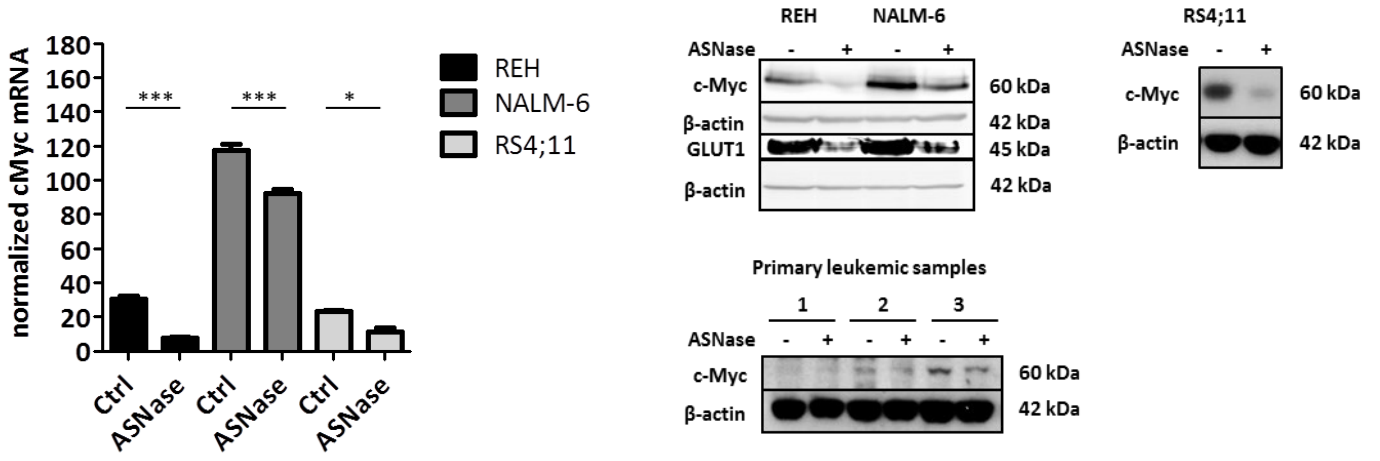 normalized cMyc mRNA
180
160
140
120
100
80
60
40
20
0
*** *** *
Ctrl
ASNase
Ctrl
ASNase
Ctrl
ASNase
REH
NALM-6
RS4;11
REH NALM-6
ASNase - + - +
c-Myc 60 kDa
β-actin 42 kDa
GLUT1 45 kDa
β-actin 42 kDa
RS4;11
ASNase - +
c-Myc 60 kDa
β-actin 42 kDa
Primary leukemic samples
1 2 3
ASNase - + - + - +
c-Myc 60 kDa
β-actin 42 kDa